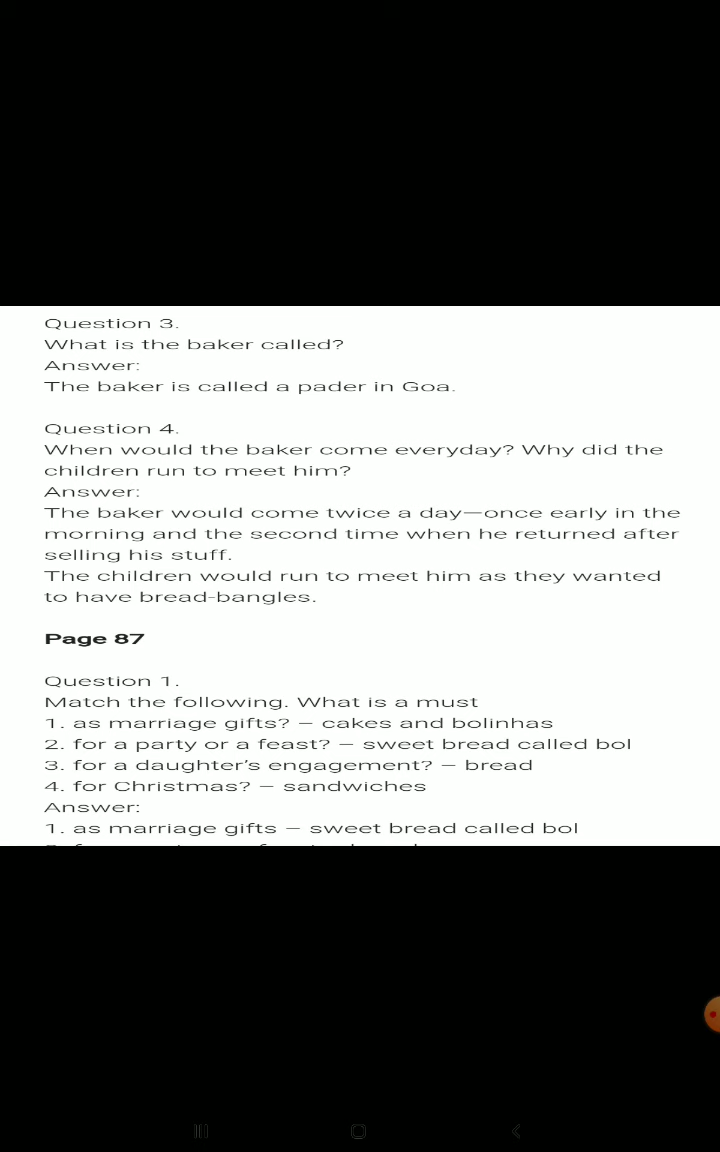 Question 3.
What is the baker called?
Answer:
The baker is called a pader in Goa.
Question 4.
When would the baker come everyday? Why did the
children run to meet him?
Answer:
The baker would come twice a day—once early in the
morning and the second time when he returned after
selling his stuff.
The children would run to meet him as they wanted
to have bread-bangles.
Page 87
Question 1.
Match the following. What is a must
1. as marriage gifts? – cakes and bolinhas
2. for a party or a feast? – sweet bread called bol
3. for a daughter’s engagement? – bread
4. for Christmas? – sandwiches
Answer:
1. as marriage gifts – sweet bread called bol